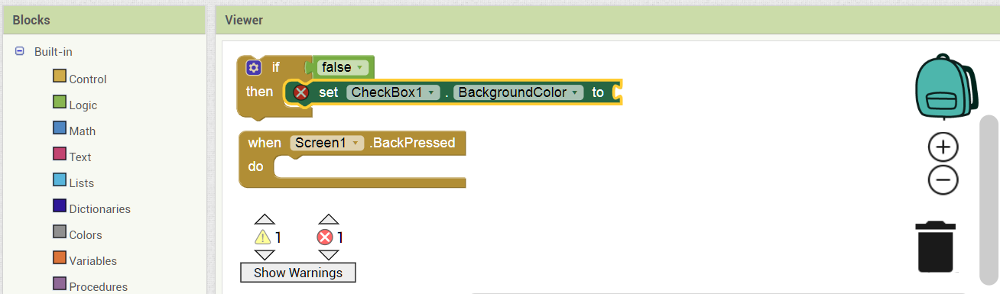 Blocks
Viewer
Built-in
Control
Logic
Math
Text
Lists
Dictionaries
Colors
Variables
Procedures
if false
then set CheckBox1 . BackgroundColor to
when Screen1 .BackPressed
do
1 1
Show Warnings